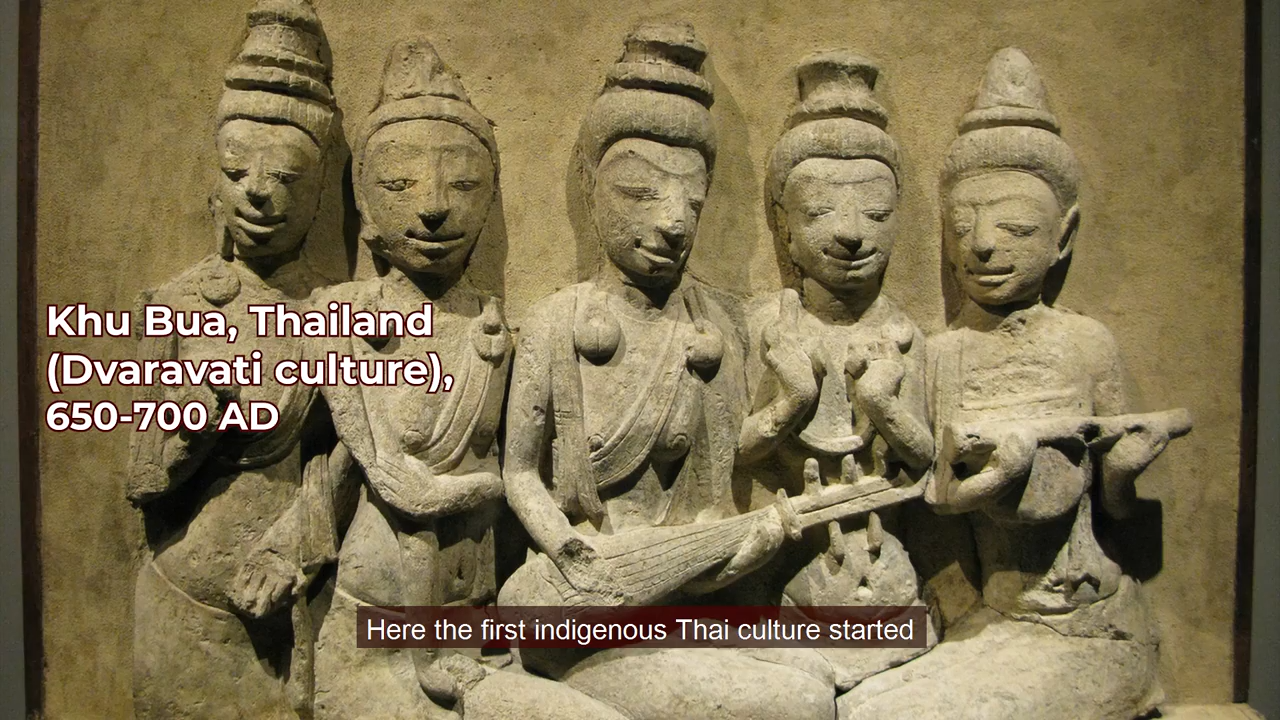 Khu Bua, Thailand
(Dvaravati culture),
650-700 AD
Here the first indigenous Thai culture started